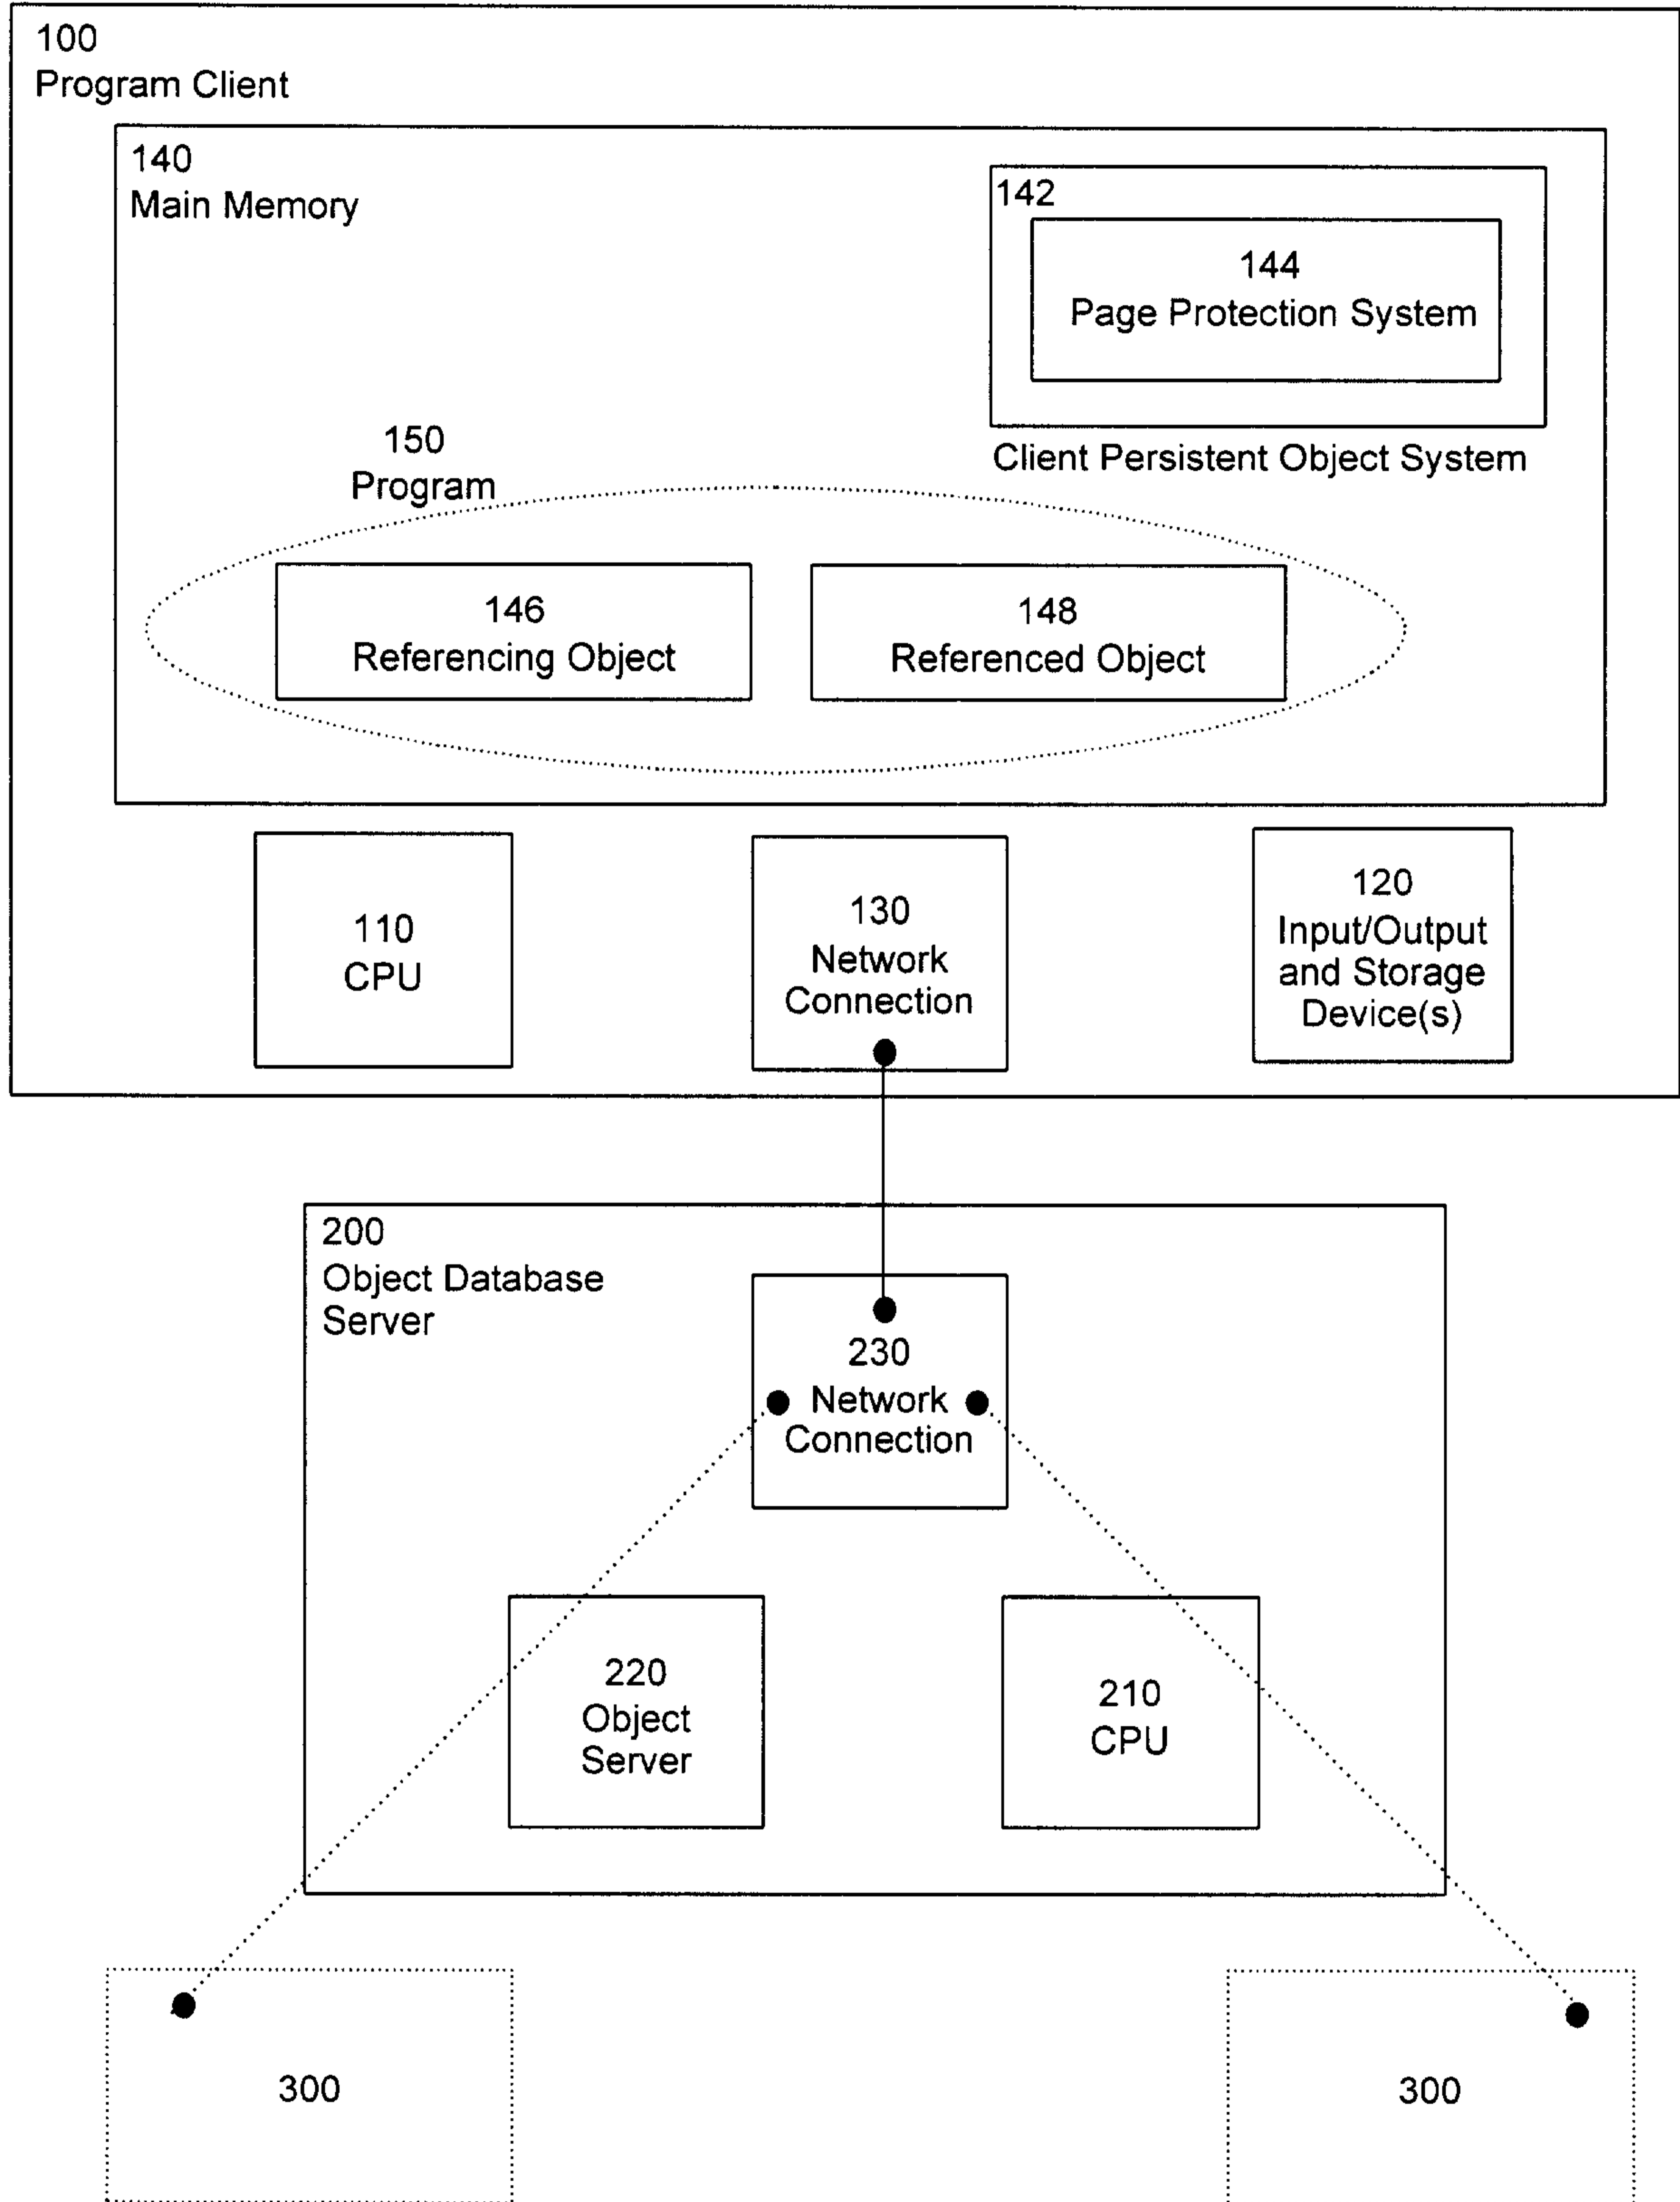 100
Program Client
140
Main Memory
142
144
Page Protection System
Client Persistent Object System
150
Program
146
Referencing Object
148
Referenced Object
110
CPU
130
Network
Connection
120
Input/Output
and Storage
Device(s)
200
Object Database
Server
230
Network
Connection
220
Object
Server
210
CPU
300
300